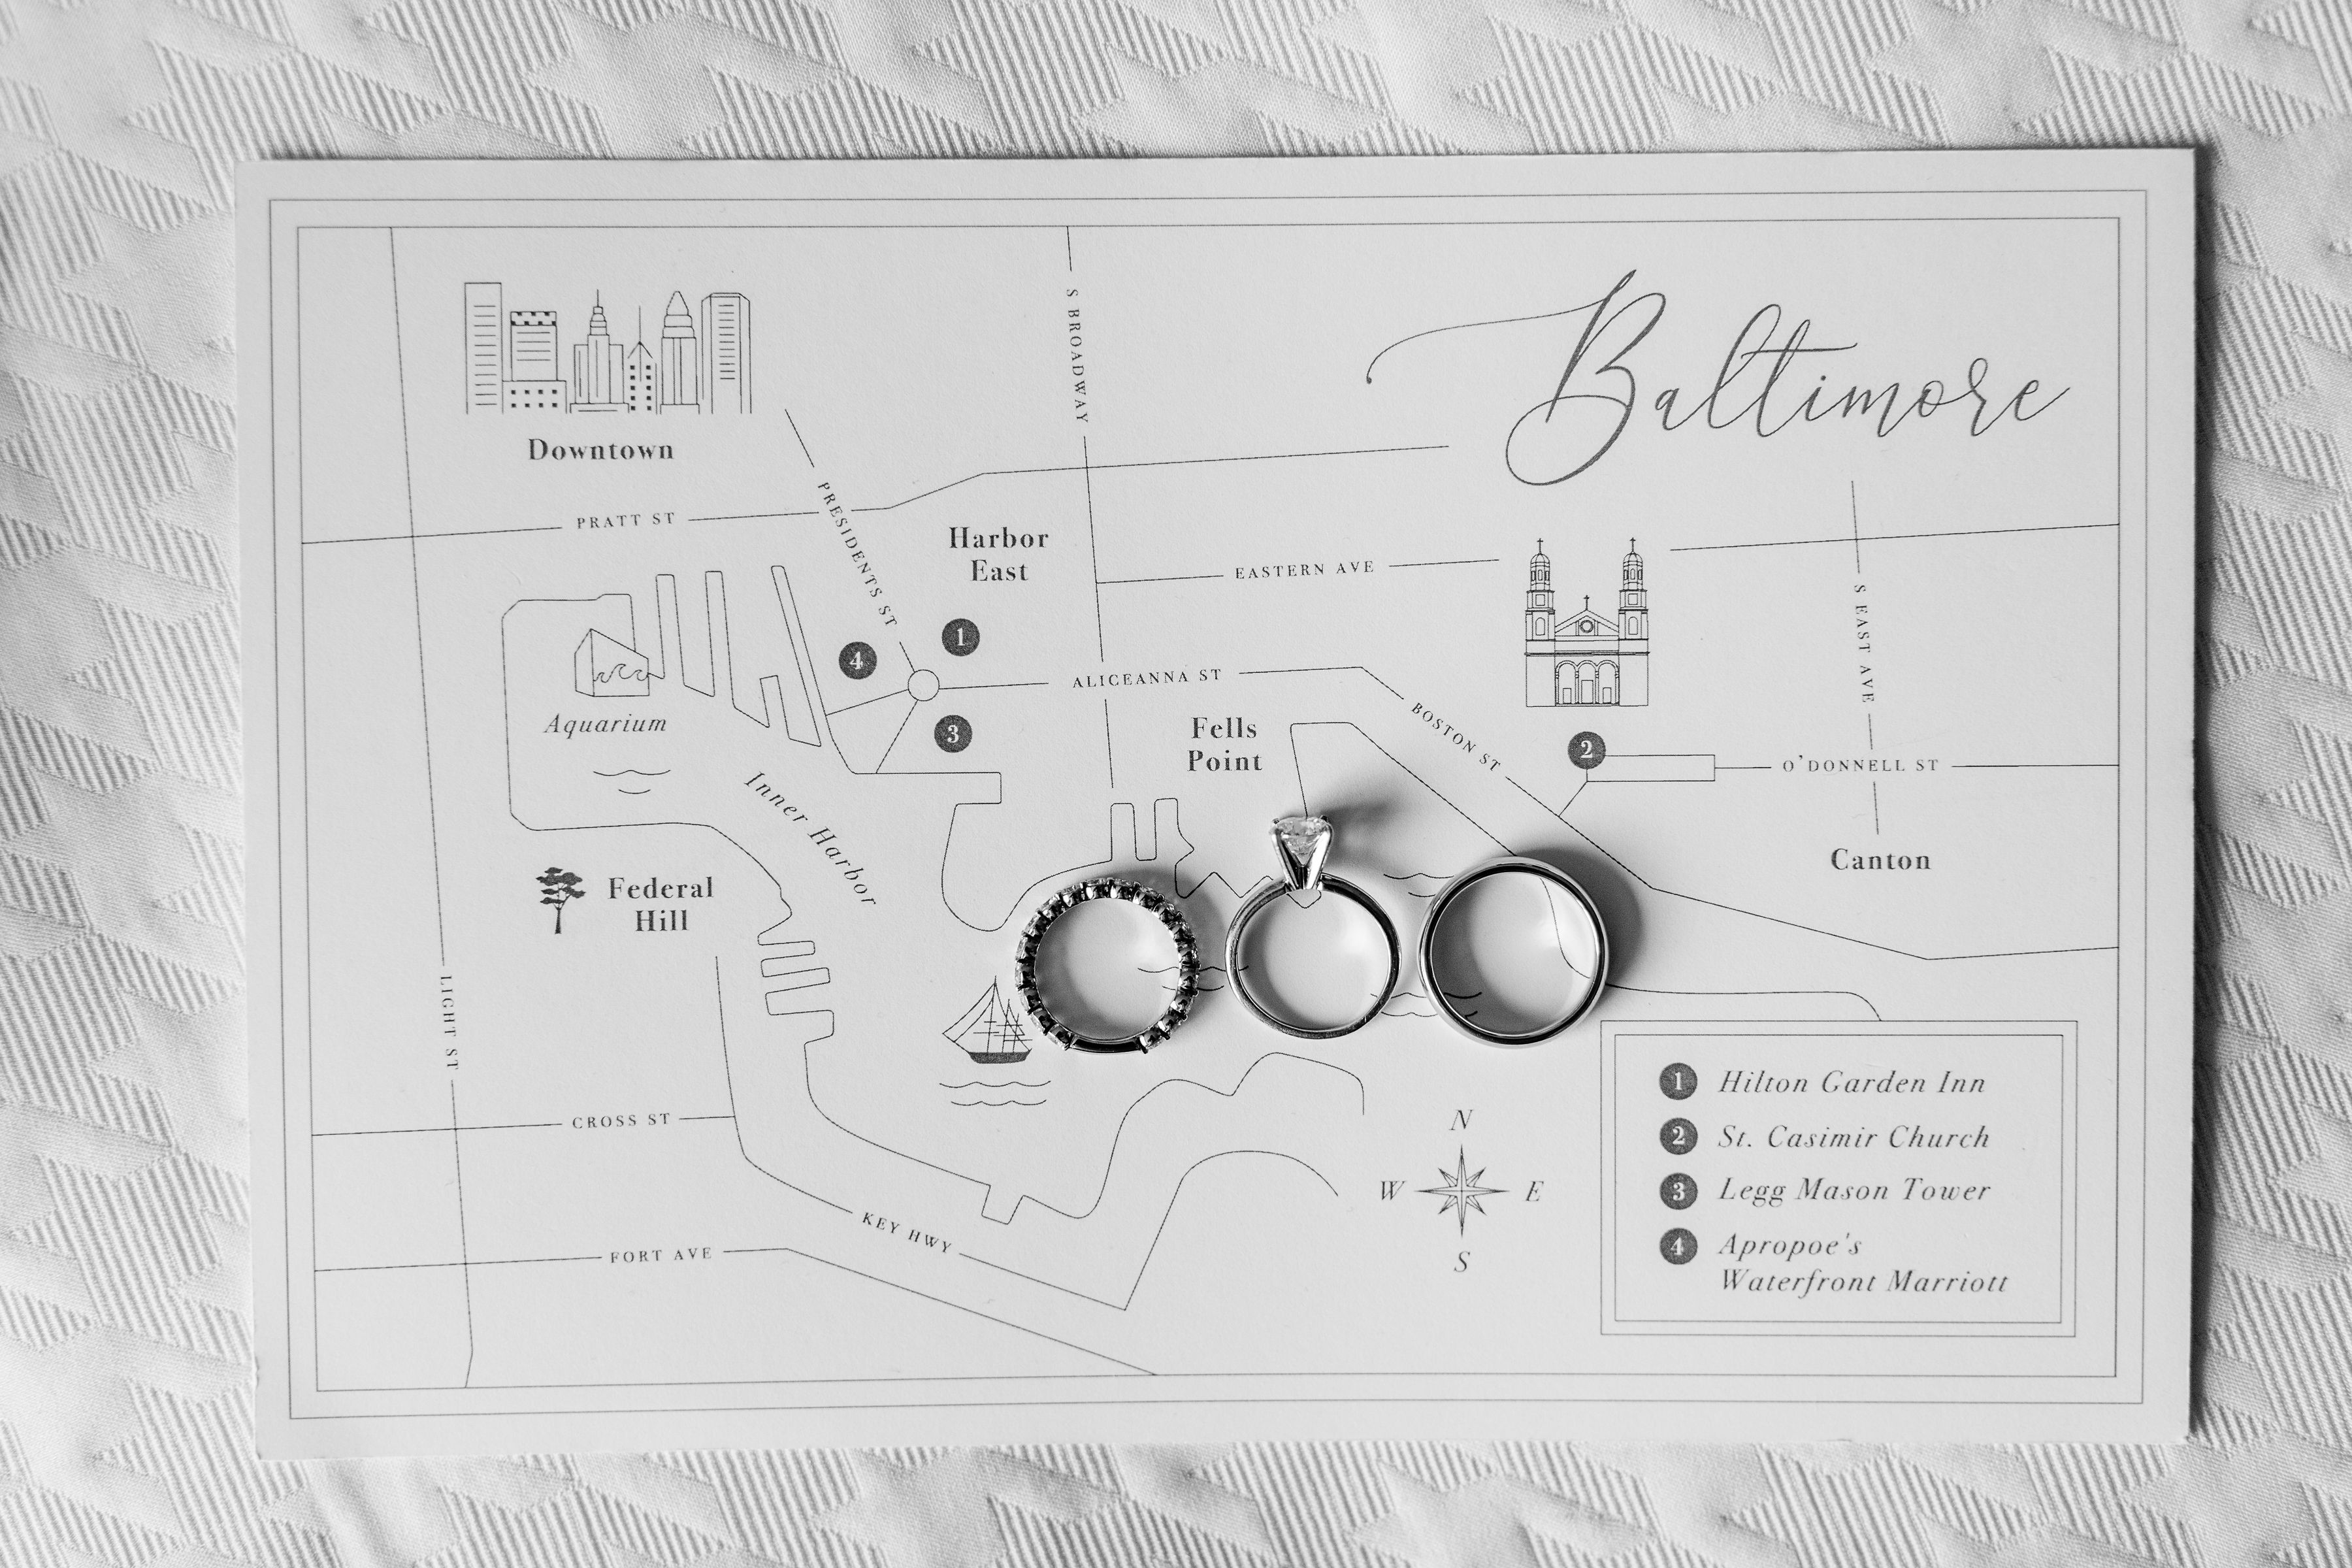 Baltimore
S BROADWAY
Downtown
PRATT ST
PRESIDENTS ST
Harbor
East
EASTERN AVE
S EAST AVE
1
4
ALICEANNA ST
3
Aquarium
Fells
Point
BOSTON ST
2
O'DONNELL ST
Inner Harbor
Canton
Federal
Hill
LIGHT ST
CROSS ST
KEY HWY
FORT AVE
N
W
E
S
1 Hilton Garden Inn
2 St. Casimir Church
3 Legg Mason Tower
4 Apropoe's
Waterfront Marriott